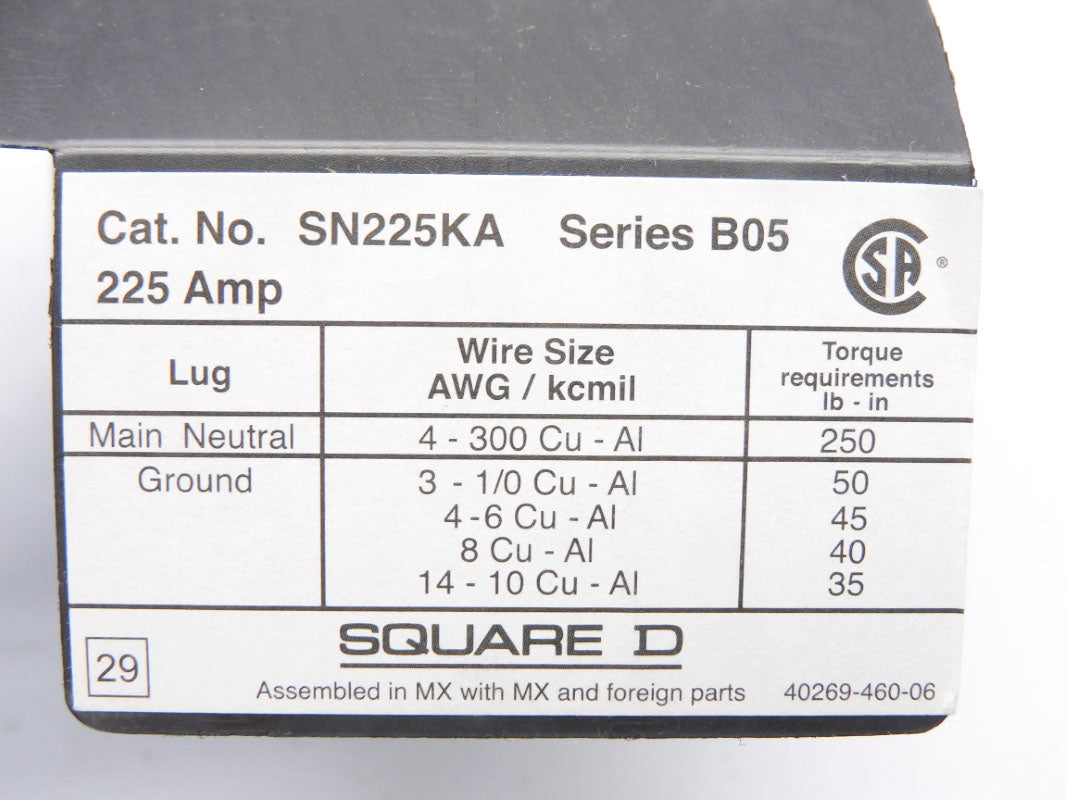 Cat. No. SN225KA Series B05
225 Amp
CSA ®
Lug
Wire Size
AWG / kcmil
Torque
requirements
lb - in
Main Neutral 4 - 300 Cu - Al 250
Ground 3 - 1/0 Cu - Al 50
4 -6 Cu - Al 45
8 Cu - Al 40
14 - 10 Cu - Al 35
SQUARE D
29
Assembled in MX with MX and foreign parts 40269-460-06